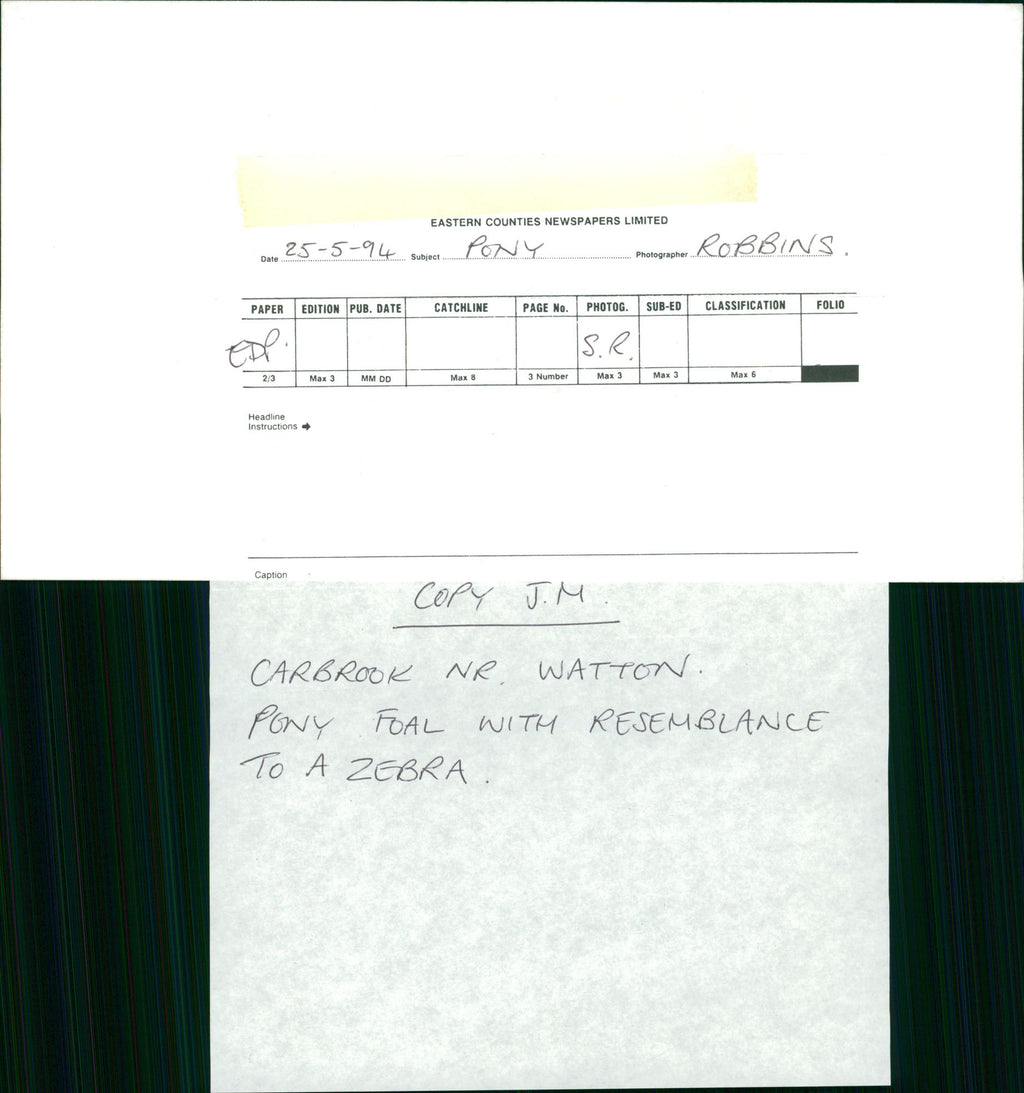 EASTERN COUNTIES NEWSPAPERS LIMITED
Date 25-5-94 Subject PONY Photographer ROBBINS.
PAPER EDITION PUB. DATE CATCHLINE PAGE No. PHOTOG. SUB-ED CLASSIFICATION FOLIO
EDP. S.R.
2/3 Max 3 MM DD Max 8 3 Number Max 3 Max 3 Max 6
Headline
Instructions →
Caption
COPY J.M.
CARBROOK NR. WATTON.
PONY FOAL WITH RESEMBLANCE
TO A ZEBRA.